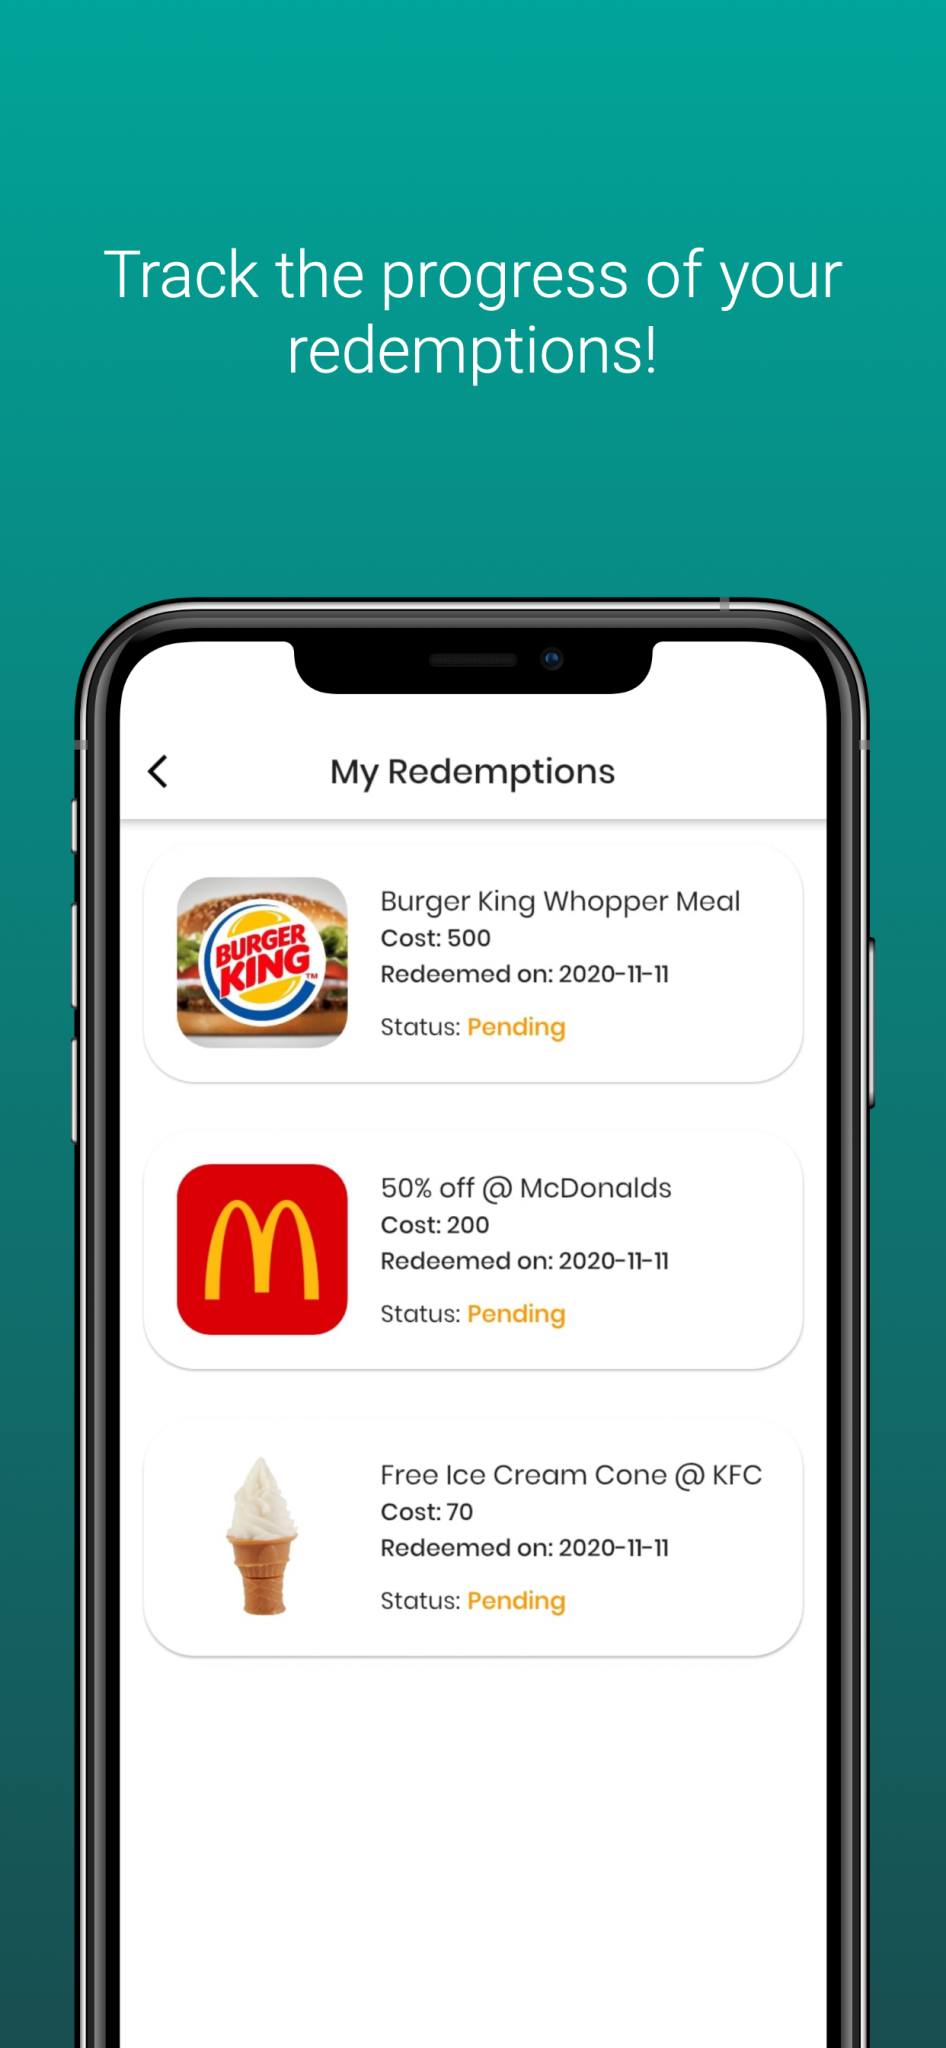 Track the progress of your
redemptions!
My Redemptions
BURGER
KING™
Burger King Whopper Meal
Cost: 500
Redeemed on: 2020-11-11
Status: Pending
50% off @ McDonalds
Cost: 200
Redeemed on: 2020-11-11
Status: Pending
Free Ice Cream Cone @ KFC
Cost: 70
Redeemed on: 2020-11-11
Status: Pending